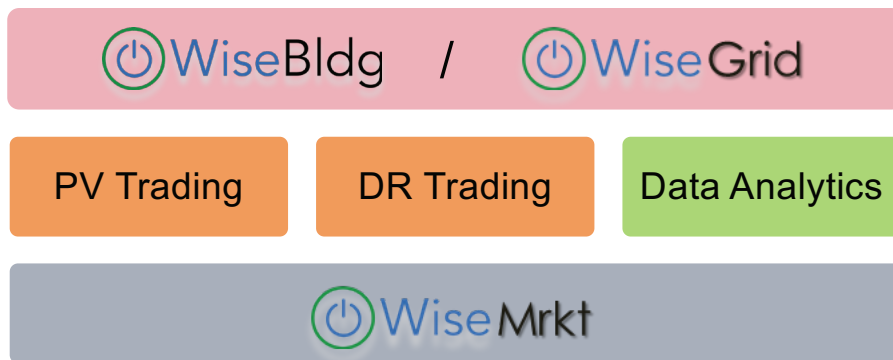 WiseBldg / WiseGrid
PV Trading DR Trading Data Analytics
WiseMrkt